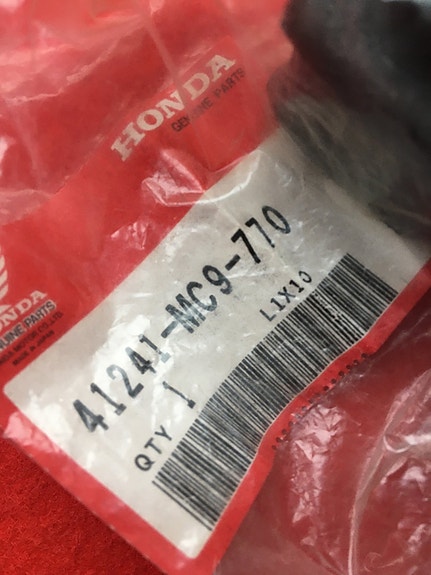 HONDA
GENUINE PARTS
41241-MC9-770
L1X10
QTY 1
HONDA
GENUINE PARTS
MADE IN JAPAN